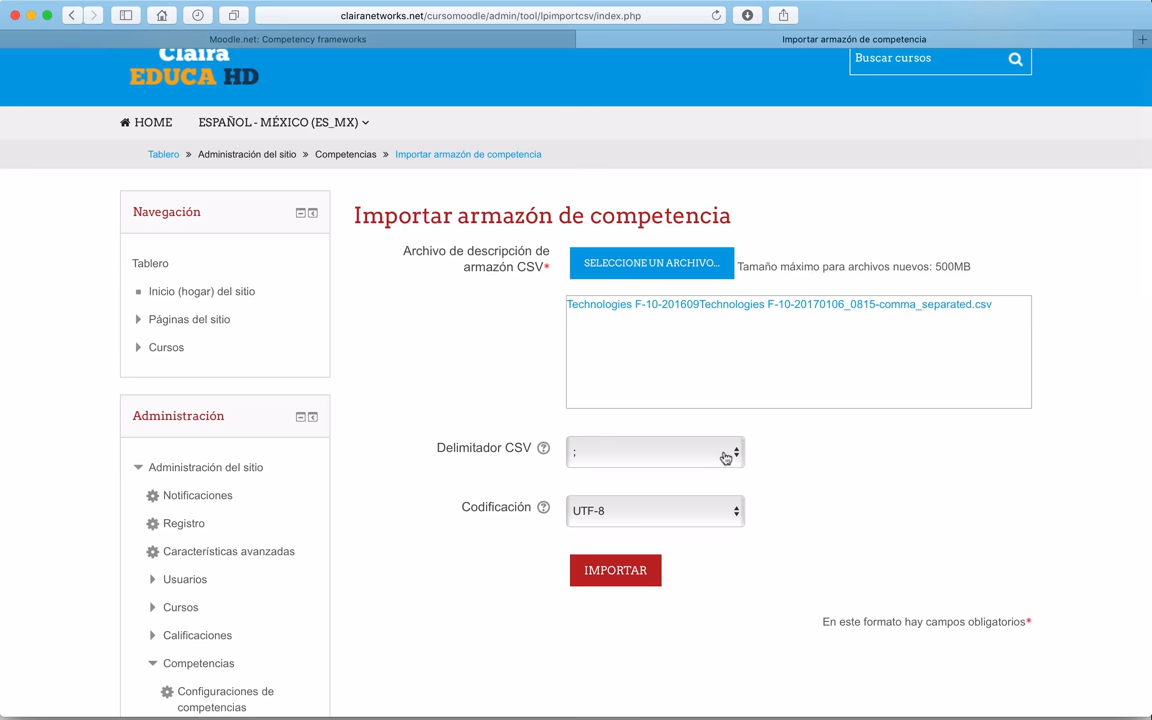 clairanetworks.net/cursomoodle/admin/tool/lpimportcsv/index.php
Moodle.net: Competency frameworks
Importar armazón de competencia
Claira
EDUCA HD
Buscar cursos
HOME
ESPAÑOL - MÉXICO (ES_MX)
Tablero » Administración del sitio » Competencias » Importar armazón de competencia
Navegación
Tablero
Inicio (hogar) del sitio
Páginas del sitio
Cursos
Administración
Administración del sitio
Notificaciones
Registro
Características avanzadas
Usuarios
Cursos
Calificaciones
Competencias
Configuraciones de
competencias
Importar armazón de competencia
Archivo de descripción de
armazón CSV*
SELECCIONE UN ARCHIVO...
Tamaño máximo para archivos nuevos: 500MB
Technologies F-10-201609Technologies F-10-20170106_0815-comma_separated.csv
Delimitador CSV
;
Codificación
UTF-8
IMPORTAR
En este formato hay campos obligatorios*